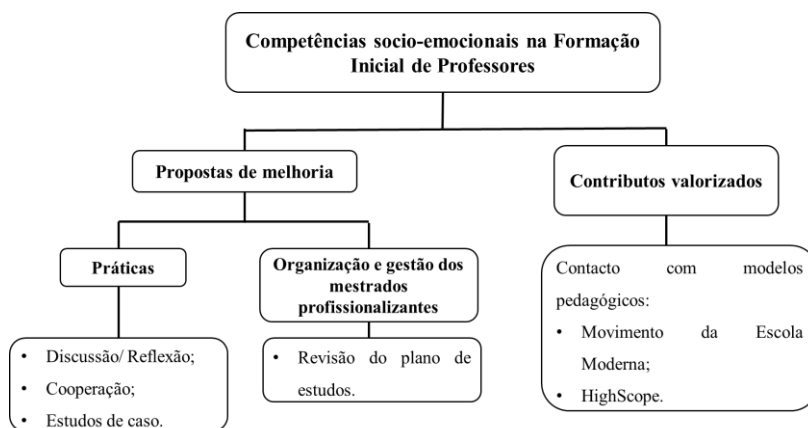 Competências socio-emocionais na Formação
Inicial de Professores
Propostas de melhoria
Contributos valorizados
Práticas
Organização e gestão dos
mestrados
profissionalizantes
Contacto com modelos
pedagógicos:
• Movimento da Escola
Moderna;
• HighScope.
• Discussão/ Reflexão;
• Cooperação;
• Estudos de caso.
• Revisão do plano de
estudos.